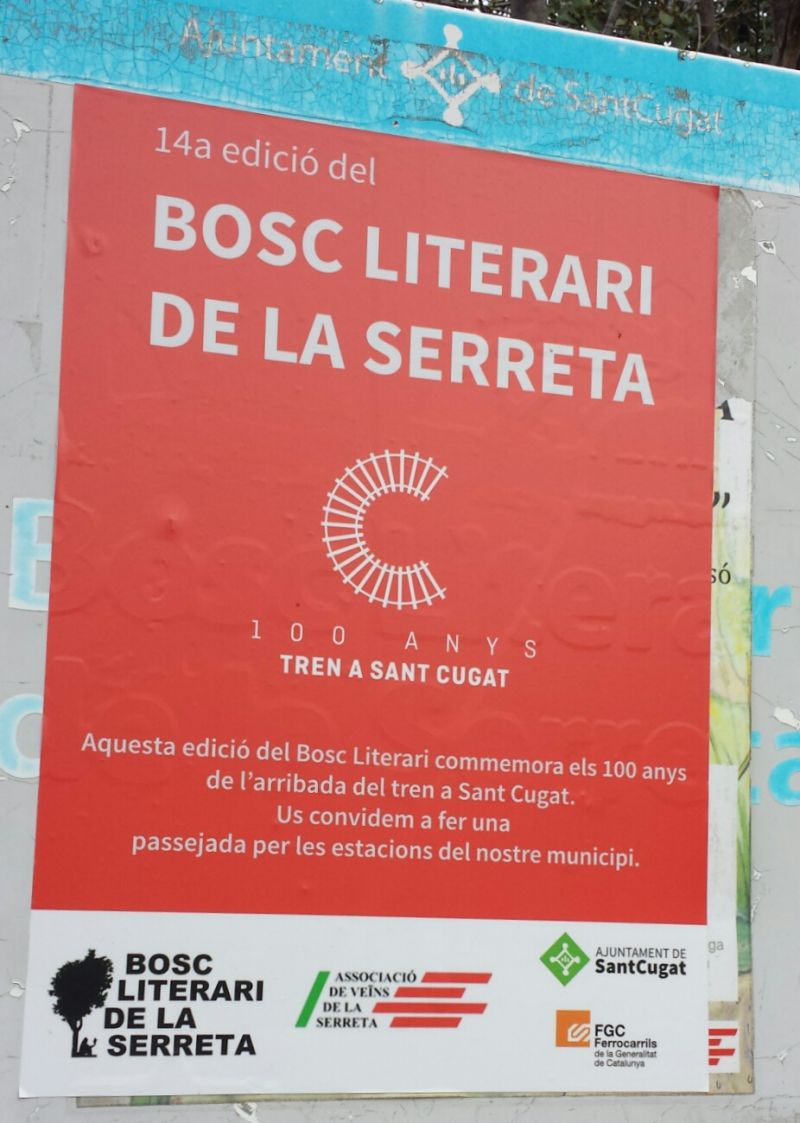 Ajuntament de SantCugat
14a edició del
BOSC LITERARI
DE LA SERRETA
100 ANYS
TREN A SANT CUGAT
Aquesta edició del Bosc Literari commemora els 100 anys
de l'arribada del tren a Sant Cugat.
Us convidem a fer una
passejada per les estacions del nostre municipi.
BOSC
LITERARI
DE LA
SERRETA
ASSOCIACIÓ
DE VEÏNS
DE LA
SERRETA
AJUNTAMENT DE
SantCugat
FGC
Ferrocarrils
de la Generalitat
de Catalunya